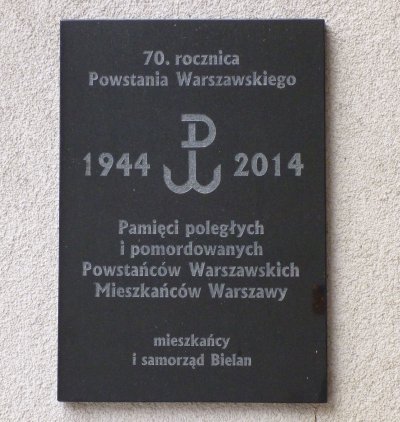 70. rocznica
Powstania Warszawskiego
1944 2014
Pamięci poległych
i pomordowanych
Powstańców Warszawskich
Mieszkańców Warszawy
mieszkańcy
i samorząd Bielan